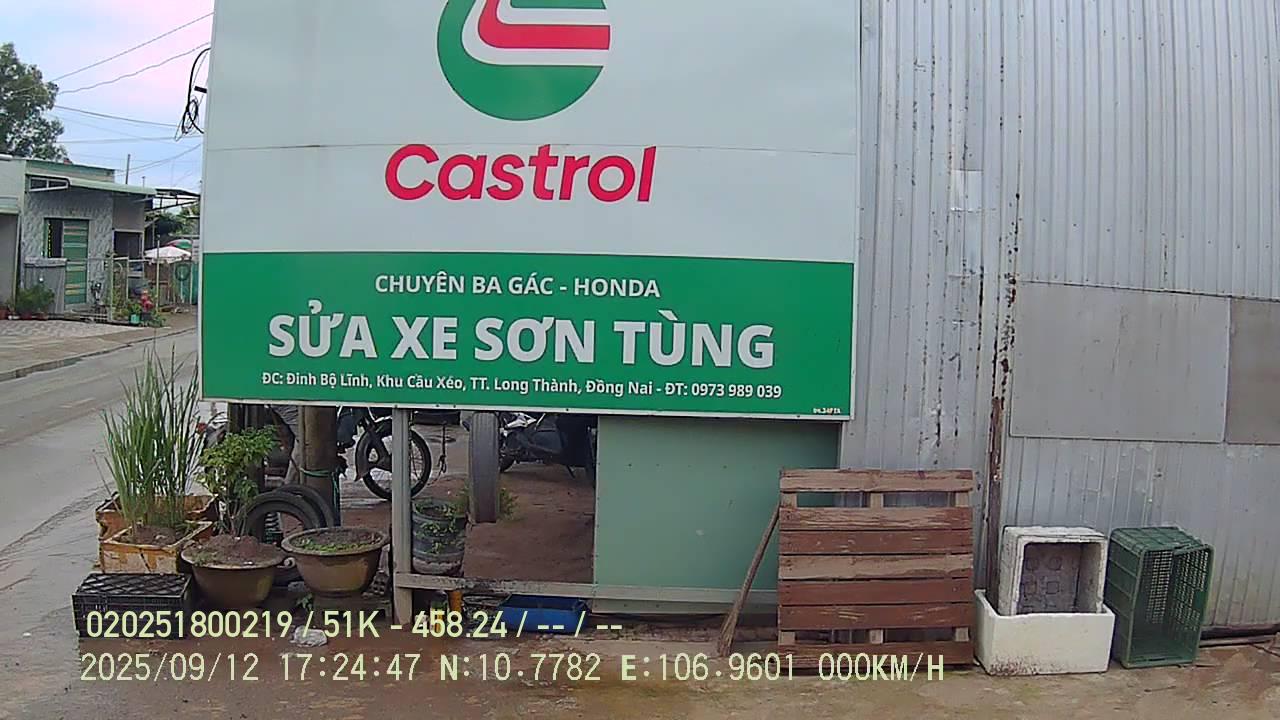 Castrol
CHUYÊN BA GÁC - HONDA
SỬA XE SƠN TÙNG
ĐC: Đinh Bộ Lĩnh, Khu Cầu Xéo, TT. Long Thành, Đồng Nai - ĐT: 0973 989 039
020251800219 / 51K - 458.24 / -- / --
2025/09/12 17:24:47 N:10.7782 E:106.9601 000KM/H